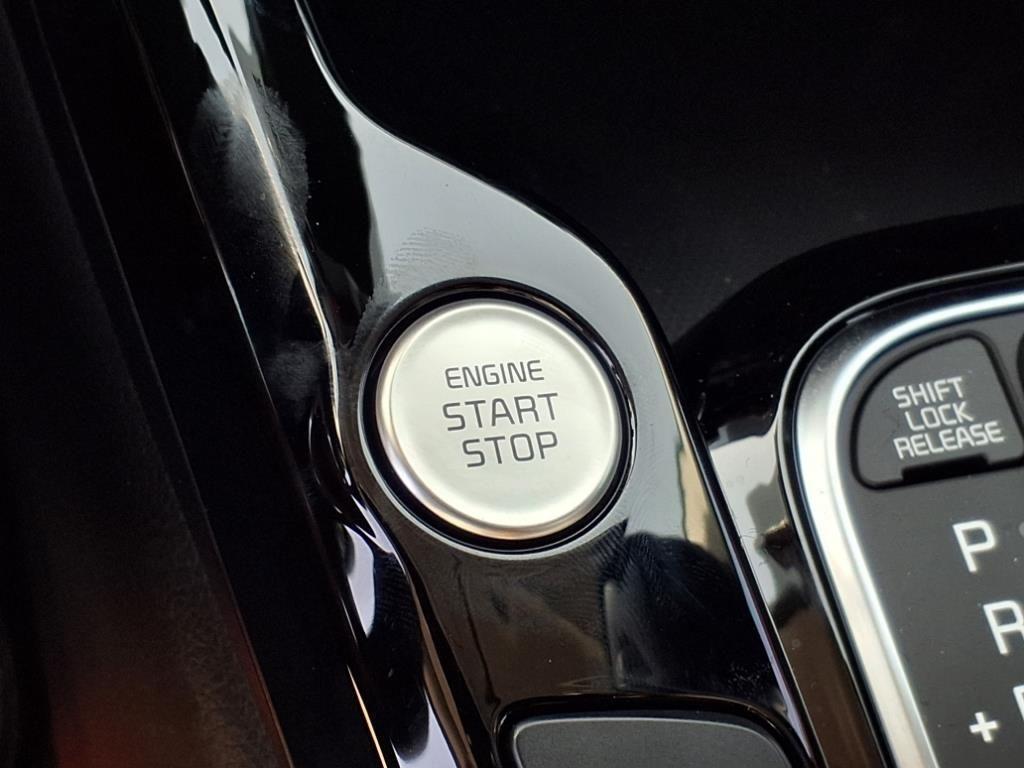 ENGINE
START
STOP
SHIFT
LOCK
RELEASE
P
R
+